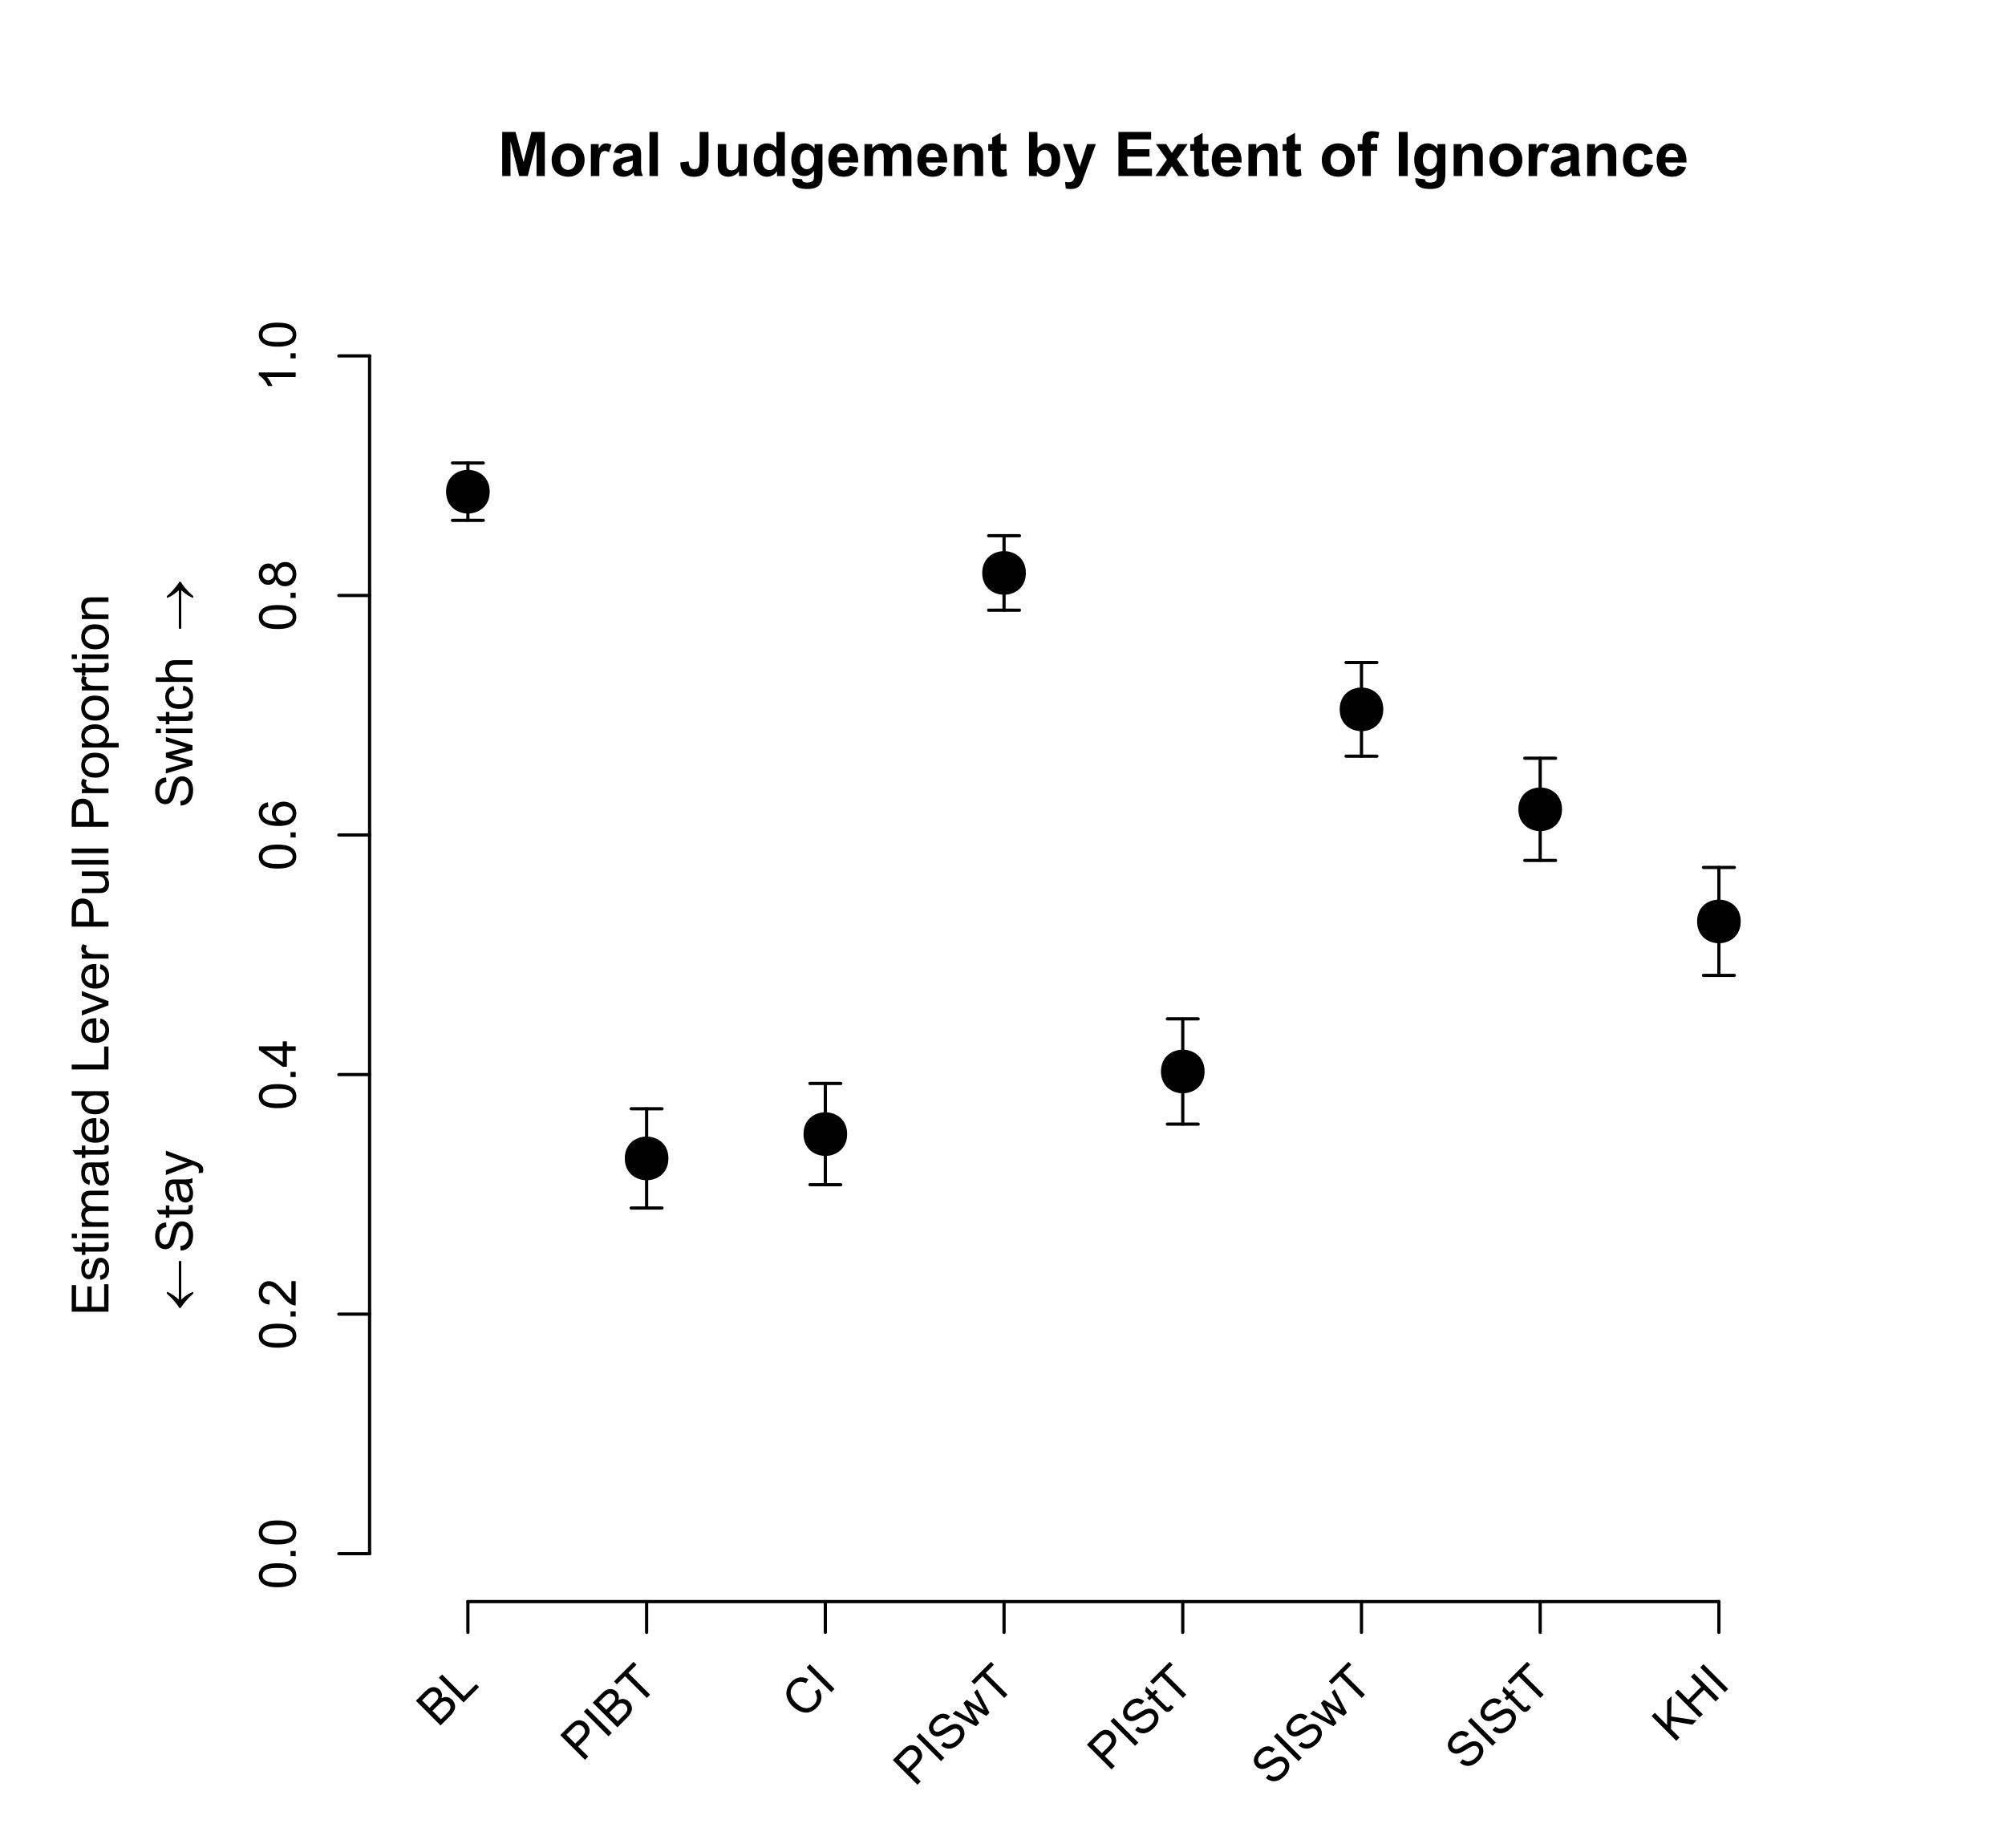 Moral Judgement by Extent of Ignorance
Estimated Lever Pull Proportion
← Stay Switch →
1.0
0.8
0.6
0.4
0.2
0.0
BL
PIBT
CI
PISwT
PIStT
SISwT
SIStT
KHI